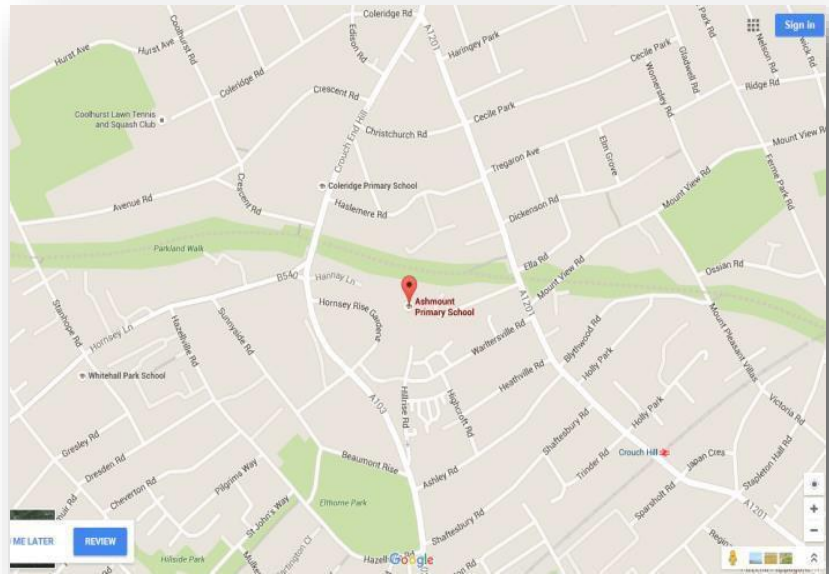 Coleridge Rd
A1201
Haringey Park
Sign in
Coolhurst Rd
Hurst Ave
Hurst Ave
Edison Rd
Cecile Park
Gladwell Rd
Nelson Rd
Coleridge Rd
Crescent Rd
Womersley Rd
Ridge Rd
Coolhurst Lawn Tennis
and Squash Club
Crouch End Hill
Christchurch Rd
Cecile Park
Elm Grove
Mount View Rd
Tregaron Ave
Ferme Park Rd
Coleridge Primary School
Crescent Rd
Avenue Rd
Haslemere Rd
Dickenson Rd
Mount View Rd
Parkland Walk
Ella Rd
Ossian Rd
B540
Hannay Ln
Mount View Rd
A1201
Stanhope Rd
Hornsey Rise Gardens
Ashmount
Primary School
Hornsey Ln
Hazellville Rd
Sunnyside Rd
Warltersville Rd
Blythwood Rd
Holly Park
Mount Pleasant Villas
Heathville Rd
Whitehall Park School
A103
Hillrise Rd
Highcroft Rd
Victoria Rd
Holly Park
Shaftesbury Rd
Gresley Rd
Beaumont Rise
Crouch Hill
Dresden Rd
Pilgrims Way
Ashley Rd
Trinder Rd
Japan Cres
Stapleton Hall Rd
Cheverton Rd
Elthorne Park
Sparsholt Rd
A1201
St John's Way
Shaftesbury Rd
ME LATER
REVIEW
Hillside Park
Google